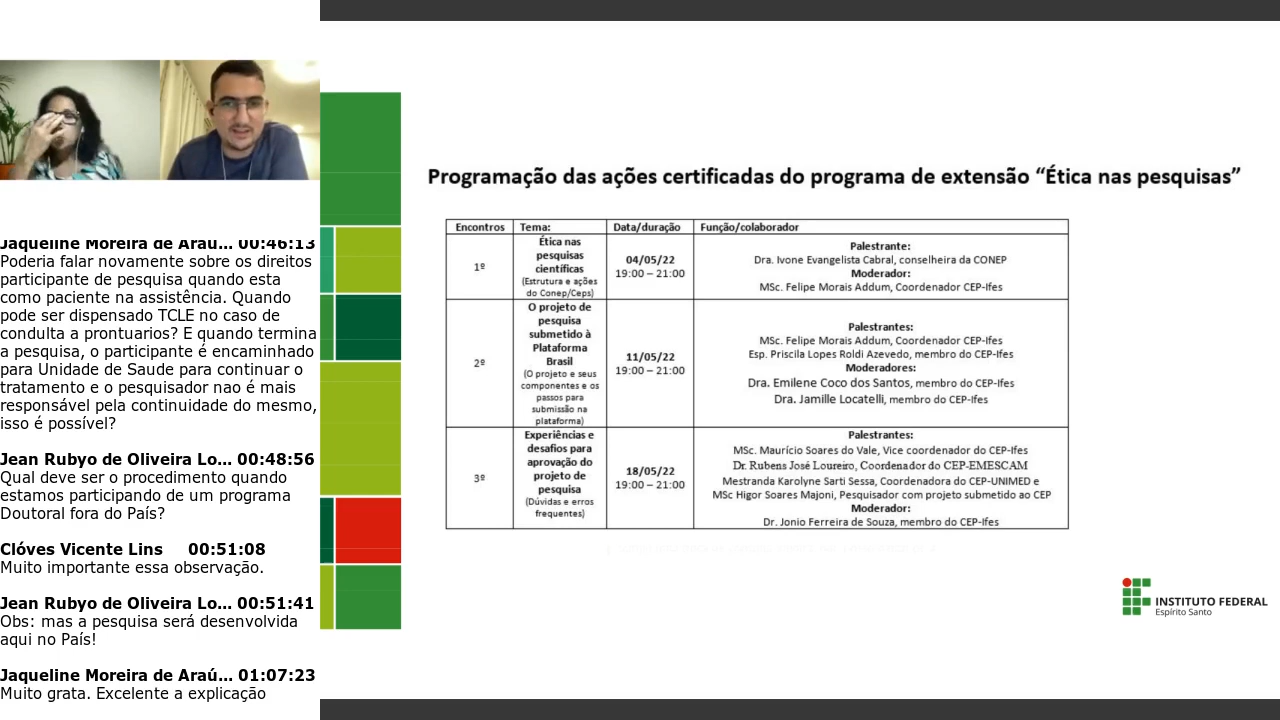 Jaqueline Moreira de Araú... 00:46:13
Poderia falar novamente sobre os direitos
participante de pesquisa quando esta
como paciente na assistência. Quando
pode ser dispensado TCLE no caso de
condulta a prontuarios? E quando termina
a pesquisa, o participante é encaminhado
para Unidade de Saude para continuar o
tratamento e o pesquisador nao é mais
responsável pela continuidade do mesmo,
isso é possível?
Jean Rubyo de Oliveira Lo... 00:48:56
Qual deve ser o procedimento quando
estamos participando de um programa
Doutoral fora do País?
Clóves Vicente Lins 00:51:08
Muito importante essa observação.
Jean Rubyo de Oliveira Lo... 00:51:41
Obs: mas a pesquisa será desenvolvida
aqui no País!
Jaqueline Moreira de Araú... 01:07:23
Muito grata. Excelente a explicação
Programação das ações certificadas do programa de extensão “Ética nas pesquisas”
Encontros Tema: Data/duração Função/colaborador
1º
Ética nas
pesquisas
científicas
(Estrutura e ações
do Conep/Ceps)
04/05/22
19:00 – 21:00
Palestrante:
Dra. Ivone Evangelista Cabral, conselheira da CONEP
Moderador:
MSc. Felipe Morais Addum, Coordenador CEP-Ifes
2º
O projeto de
pesquisa
submetido à
Plataforma
Brasil
(O projeto e seus
componentes e os
passos para
submissão na
plataforma)
11/05/22
19:00 – 21:00
Palestrantes:
MSc. Felipe Morais Addum, Coordenador CEP-Ifes
Esp. Priscila Lopes Roldi Azevedo, membro do CEP-Ifes
Moderadores:
Dra. Emilene Coco dos Santos, membro do CEP-Ifes
Dra. Jamille Locatelli, membro do CEP-Ifes
3º
Experiências e
desafios para
aprovação do
projeto de
pesquisa
(Dúvidas e erros
frequentes)
18/05/22
19:00 – 21:00
Palestrantes:
MSc. Maurício Soares do Vale, Vice coordenador do CEP-Ifes
Dr. Rubens José Loureiro, Coordenador do CEP-EMESCAM
Mestranda Karolyne Sarti Sessa, Coordenadora do CEP-UNIMED e
MSc Higor Soares Majoni, Pesquisador com projeto submetido ao CEP
Moderador:
Dr. Jonio Ferreira de Souza, membro do CEP-Ifes
INSTITUTO FEDERAL
Espírito Santo